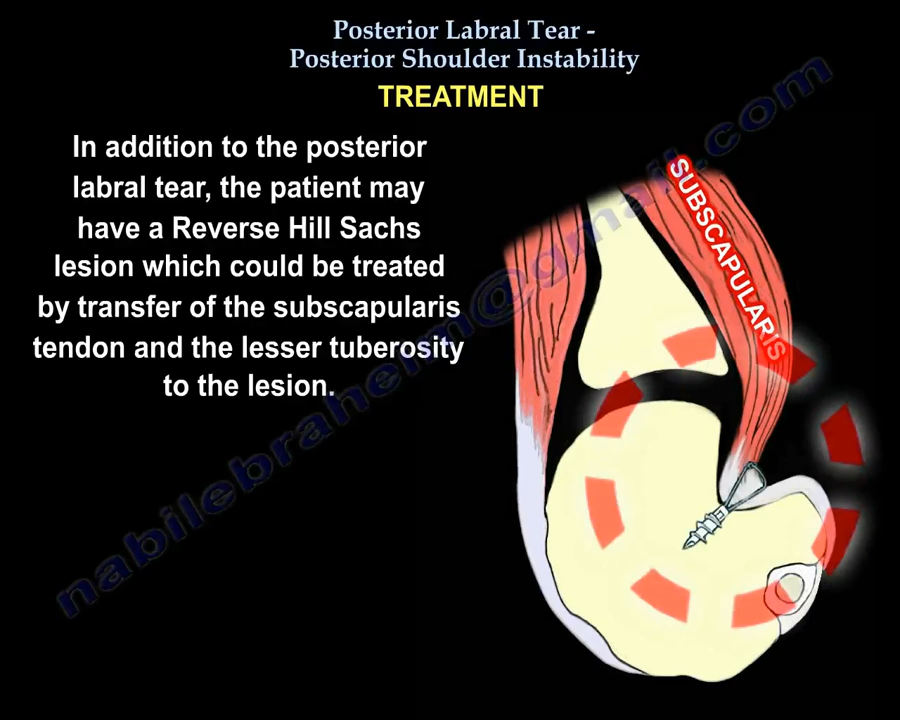 Posterior Labral Tear -
Posterior Shoulder Instability
TREATMENT
In addition to the posterior
labral tear, the patient may
have a Reverse Hill Sachs
lesion which could be treated
by transfer of the subscapularis
tendon and the lesser tuberosity
to the lesion.
SUBSCAPULARIS
nabilebrahem@gmail.com